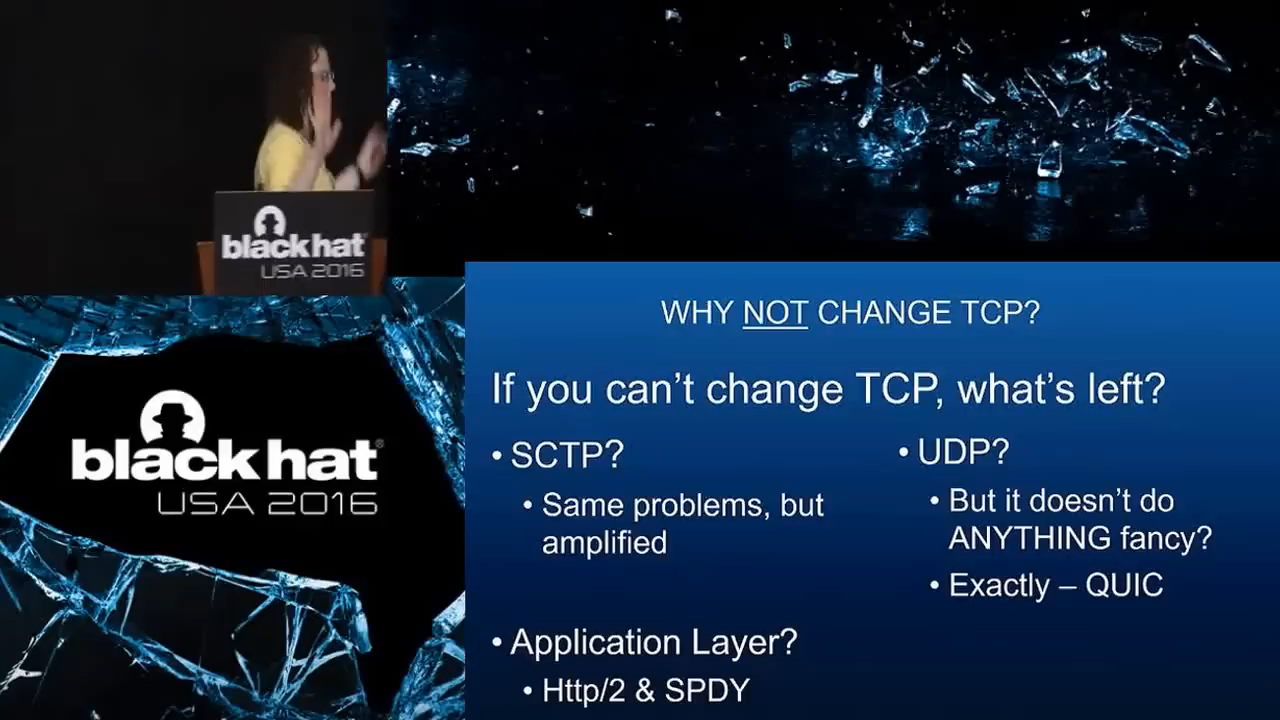 black hat
USA 2016
black hat®
USA 2016
WHY NOT CHANGE TCP?
If you can’t change TCP, what’s left?
• SCTP?
• Same problems, but
amplified
• UDP?
• But it doesn’t do
ANYTHING fancy?
• Exactly – QUIC
• Application Layer?
• Http/2 & SPDY